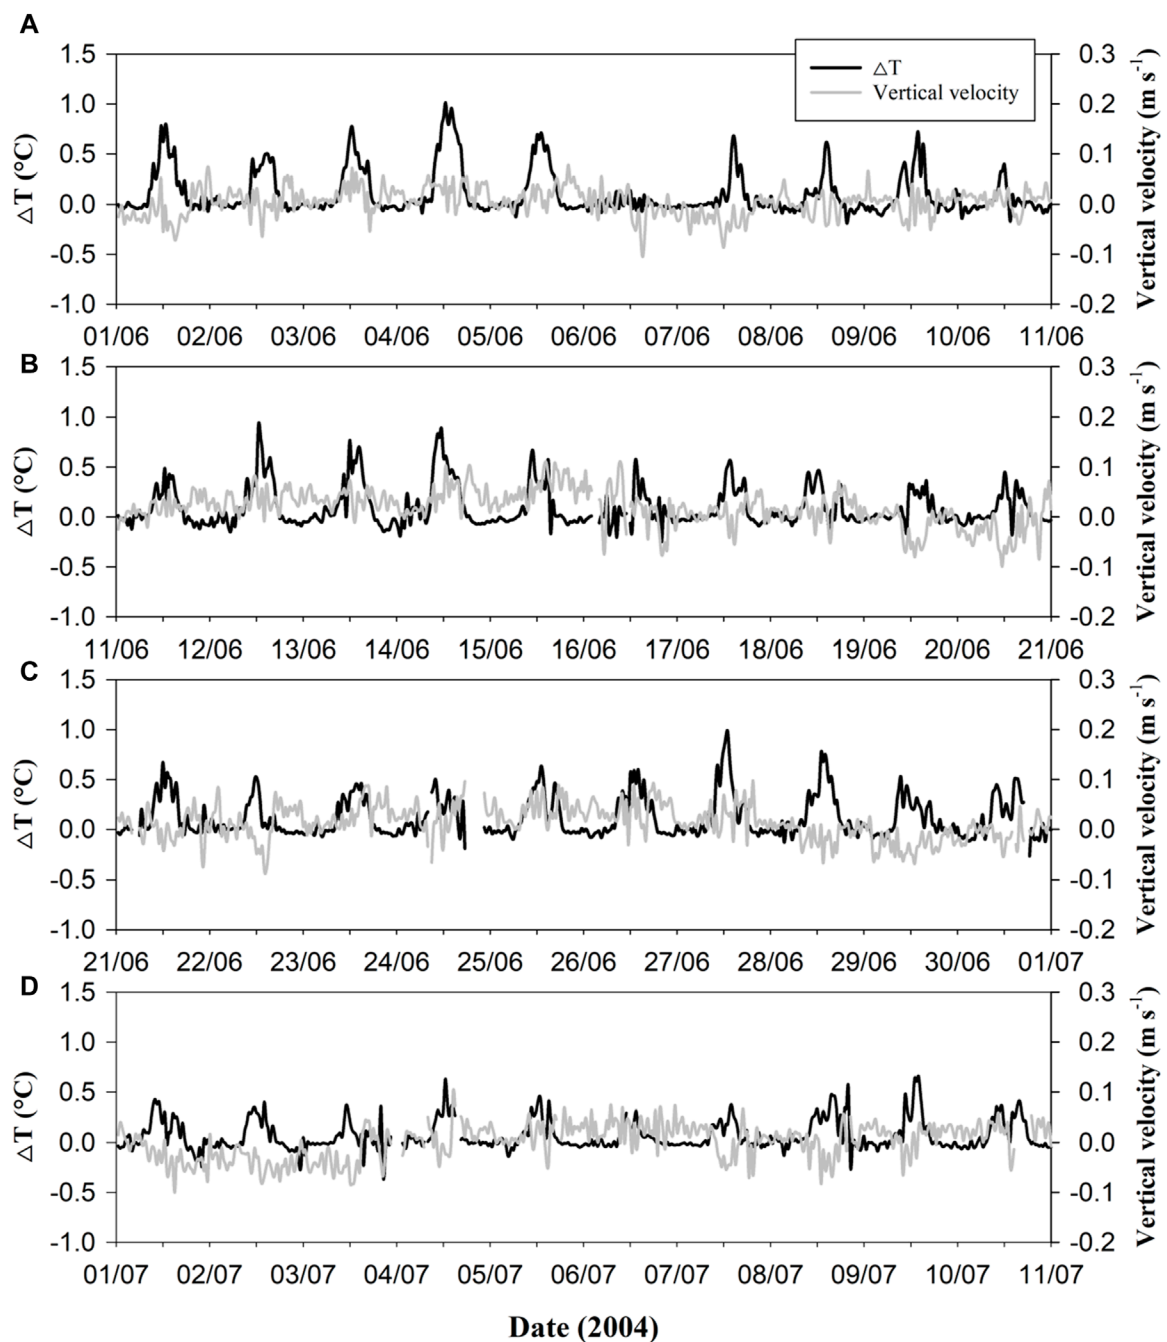 A
△T
Vertical velocity
1.5
1.0
0.5
0.0
-0.5
-1.0
△T (°C)
0.3
0.2
0.1
0.0
-0.1
-0.2
Vertical velocity (m s⁻¹)
01/06 02/06 03/06 04/06 05/06 06/06 07/06 08/06 09/06 10/06 11/06
B
1.5
1.0
0.5
0.0
-0.5
-1.0
△T (°C)
0.3
0.2
0.1
0.0
-0.1
-0.2
Vertical velocity (m s⁻¹)
11/06 12/06 13/06 14/06 15/06 16/06 17/06 18/06 19/06 20/06 21/06
C
1.5
1.0
0.5
0.0
-0.5
-1.0
△T (°C)
0.3
0.2
0.1
0.0
-0.1
-0.2
Vertical velocity (m s⁻¹)
21/06 22/06 23/06 24/06 25/06 26/06 27/06 28/06 29/06 30/06 01/07
D
1.5
1.0
0.5
0.0
-0.5
-1.0
△T (°C)
0.3
0.2
0.1
0.0
-0.1
-0.2
Vertical velocity (m s⁻¹)
01/07 02/07 03/07 04/07 05/07 06/07 07/07 08/07 09/07 10/07 11/07
Date (2004)